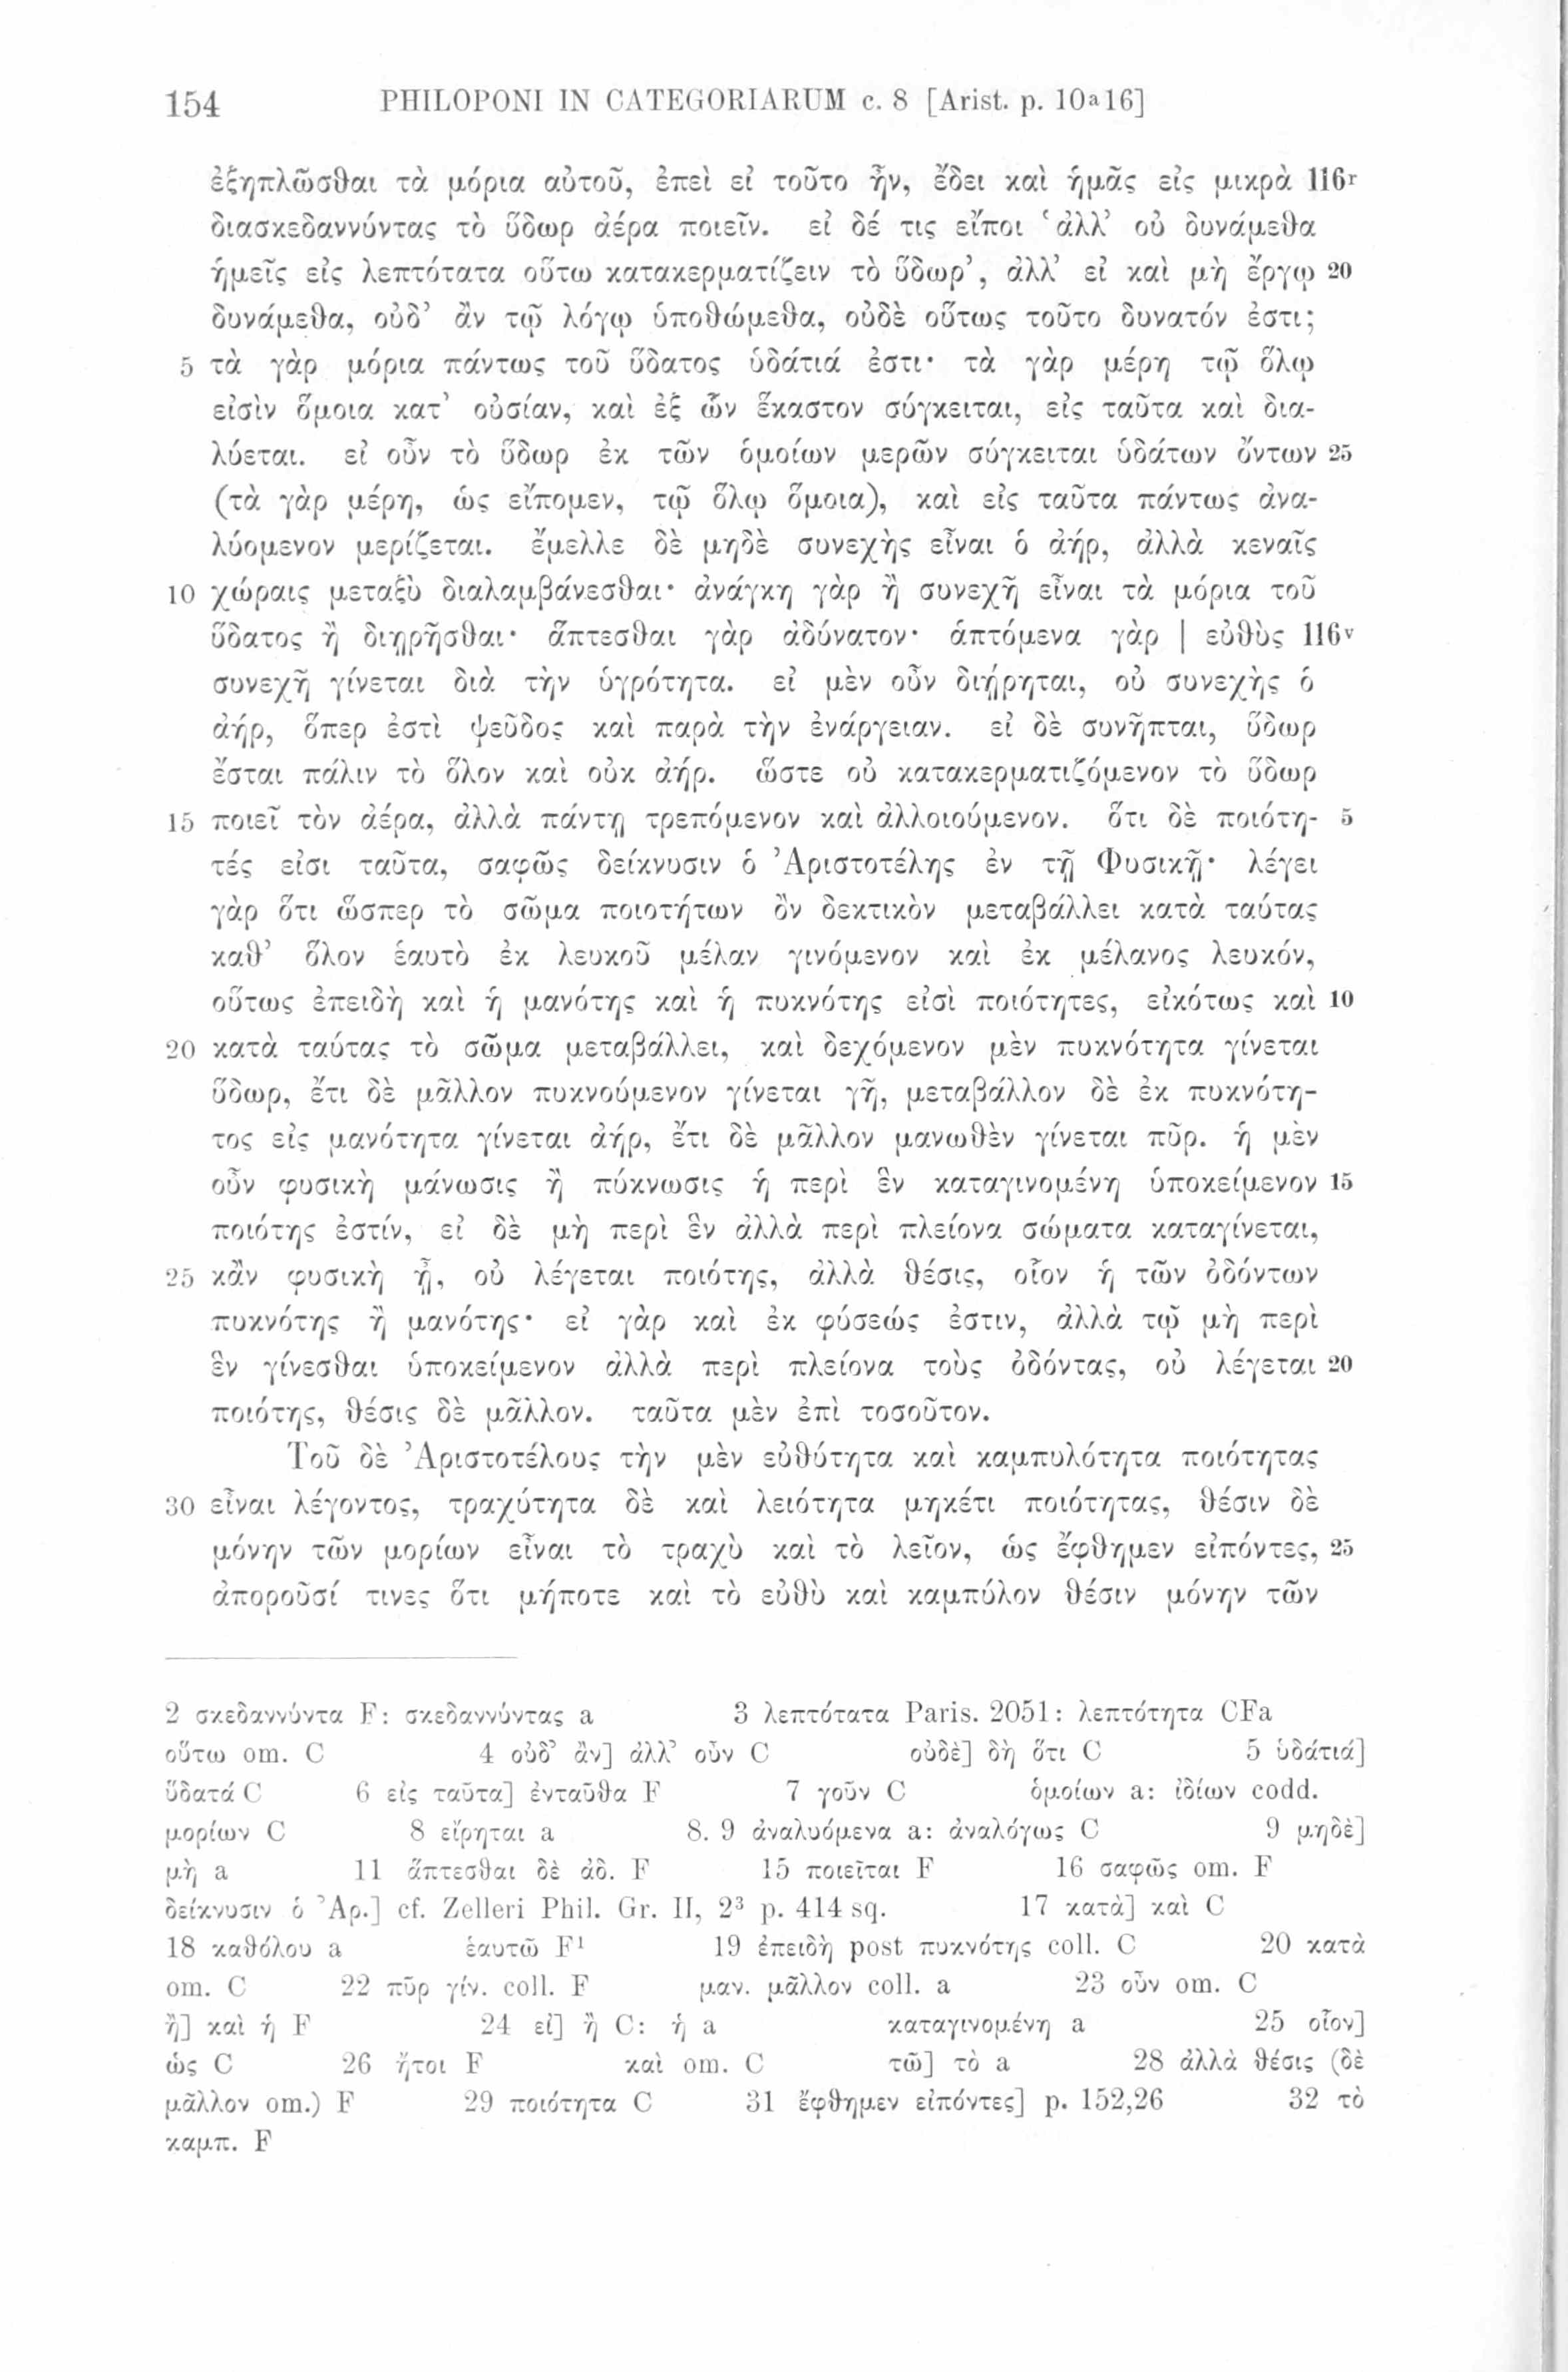 154 PHILOPONI IN CATEGORIARUM c. 8 [Arist. p. 10a16]
ἐξηπλῶσθαι τὰ μόρια αὐτοῦ, ἐπεὶ εἰ τοῦτο ἦν, ἔδει καὶ ἡμᾶς εἰς μικρὰ 116r
διασκεδαννύντας τὸ ὕδωρ ἀέρα ποιεῖν. εἰ δέ τις εἴποι ‘ἀλλ’ οὐ δυνάμεθα
ἡμεῖς εἰς λεπτότατα οὕτω κατακερματίζειν τὸ ὕδωρ’, ἀλλ’ εἰ καὶ μὴ ἔργῳ 20
δυνάμεθα, οὐδ’ ἂν τῷ λόγῳ ὑποθώμεθα, οὐδὲ οὕτως τοῦτο δυνατόν ἐστι;
5 τὰ γὰρ μόρια πάντως τοῦ ὕδατος ὑδάτιά ἐστι· τὰ γὰρ μέρη τῷ ὅλῳ
εἰσὶν ὅμοια κατ’ οὐσίαν, καὶ ἐξ ὧν ἕκαστον σύγκειται, εἰς ταῦτα καὶ δια-
λύεται. εἰ οὖν τὸ ὕδωρ ἐκ τῶν ὁμοίων μερῶν σύγκειται ὑδάτων ὄντων 25
(τὰ γὰρ μέρη, ὡς εἴπομεν, τῷ ὅλῳ ὅμοια), καὶ εἰς ταῦτα πάντως ἀνα-
λυόμενον μερίζεται. ἔμελλε δὲ μηδὲ συνεχὴς εἶναι ὁ ἀήρ, ἀλλὰ κεναῖς
10 χώραις μεταξὺ διαλαμβάνεσθαι· ἀνάγκη γὰρ ἢ συνεχῆ εἶναι τὰ μόρια τοῦ
ὕδατος ἢ διῃρῆσθαι· ἅπτεσθαι γὰρ ἀδύνατον· ἁπτόμενα γὰρ | εὐθὺς 116v
συνεχῆ γίνεται διὰ τὴν ὑγρότητα. εἰ μὲν οὖν διῄρηται, οὐ συνεχὴς ὁ
ἀήρ, ὅπερ ἐστὶ ψεῦδος καὶ παρὰ τὴν ἐνάργειαν. εἰ δὲ συνῆπται, ὕδωρ
ἔσται πάλιν τὸ ὅλον καὶ οὐκ ἀήρ. ὥστε οὐ κατακερματιζόμενον τὸ ὕδωρ
15 ποιεῖ τὸν ἀέρα, ἀλλὰ πάντῃ τρεπόμενον καὶ ἀλλοιούμενον. ὅτι δὲ ποιότη- 5
τές εἰσι ταῦτα, σαφῶς δείκνυσιν ὁ Ἀριστοτέλης ἐν τῇ Φυσικῇ· λέγει
γὰρ ὅτι ὥσπερ τὸ σῶμα ποιοτήτων ὂν δεκτικὸν μεταβάλλει κατὰ ταύτας
καθ’ ὅλον ἑαυτὸ ἐκ λευκοῦ μέλαν γινόμενον καὶ ἐκ μέλανος λευκόν,
οὕτως ἐπειδὴ καὶ ἡ μανότης καὶ ἡ πυκνότης εἰσὶ ποιότητες, εἰκότως καὶ 10
20 κατὰ ταύτας τὸ σῶμα μεταβάλλει, καὶ δεχόμενον μὲν πυκνότητα γίνεται
ὕδωρ, ἔτι δὲ μᾶλλον πυκνούμενον γίνεται γῆ, μεταβάλλον δὲ ἐκ πυκνότη-
τος εἰς μανότητα γίνεται ἀήρ, ἔτι δὲ μᾶλλον μανωθὲν γίνεται πῦρ. ἡ μὲν
οὖν φυσικὴ μάνωσις ἢ πύκνωσις ἡ περὶ ἓν καταγινομένη ὑποκείμενον 15
ποιότης ἐστίν, εἰ δὲ μὴ περὶ ἓν ἀλλὰ περὶ πλείονα σώματα καταγίνεται,
25 κἂν φυσικὴ ᾖ, οὐ λέγεται ποιότης, ἀλλὰ θέσις, οἷον ἡ τῶν ὀδόντων
πυκνότης ἢ μανότης· εἰ γὰρ καὶ ἐκ φύσεώς ἐστιν, ἀλλὰ τῷ μὴ περὶ
ἓν γίνεσθαι ὑποκείμενον ἀλλὰ περὶ πλείονα τοὺς ὀδόντας, οὐ λέγεται 20
ποιότης, θέσις δὲ μᾶλλον. ταῦτα μὲν ἐπὶ τοσοῦτον.
Τοῦ δὲ Ἀριστοτέλους τὴν μὲν εὐθύτητα καὶ καμπυλότητα ποιότητας
30 εἶναι λέγοντος, τραχύτητα δὲ καὶ λειότητα μηκέτι ποιότητας, θέσιν δὲ
μόνην τῶν μορίων εἶναι τὸ τραχὺ καὶ τὸ λεῖον, ὡς ἔφθημεν εἰπόντες, 25
ἀποροῦσί τινες ὅτι μήποτε καὶ τὸ εὐθὺ καὶ καμπύλον θέσιν μόνην τῶν
2 σκεδαννύντα F: σκεδαννύντας a 3 λεπτότατα Paris. 2051: λεπτότητα CFa
οὕτω om. C 4 οὐδ’ ἂν] ἀλλ’ οὖν C οὐδὲ] δὴ ὅτι C 5 ὑδάτιά]
ὕδατά C 6 εἰς ταῦτα] ἐνταῦθα F 7 γοῦν C ὁμοίων a: ἰδίων codd.
μορίων C 8 εἴρηται a 8. 9 ἀναλυόμενα a: ἀναλόγως C 9 μηδὲ]
μὴ a 11 ἅπτεσθαι δὲ ἀδ. F 15 ποιεῖται F 16 σαφῶς om. F
δείκνυσιν ὁ Ἀρ.] cf. Zelleri Phil. Gr. II, 2³ p. 414 sq. 17 κατὰ] καὶ C
18 καθόλου a ἑαυτῶ F¹ 19 ἐπειδὴ post πυκνότης coll. C 20 κατὰ
om. C 22 πῦρ γίν. coll. F μαν. μᾶλλον coll. a 23 οὖν om. C
ἢ] καὶ ἡ F 24 εἰ] ἢ C: ἡ a καταγινομένη a 25 οἷον]
ὡς C 26 ἤτοι F καὶ om. C τῶ] τὸ a 28 ἀλλὰ θέσις (δὲ
μᾶλλον om.) F 29 ποιότητα C 31 ἔφθημεν εἰπόντες] p. 152,26 32 τὸ
καμπ. F